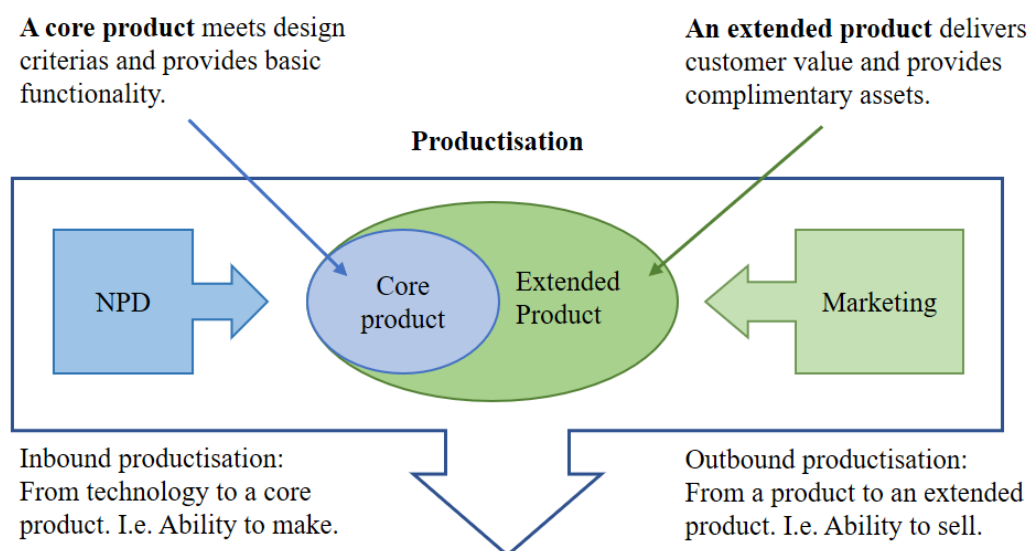 A core product meets design
criterias and provides basic
functionality.
An extended product delivers
customer value and provides
complimentary assets.
Productisation
NPD
Core
product
Extended
Product
Marketing
Inbound productisation:
From technology to a core
product. I.e. Ability to make.
Outbound productisation:
From a product to an extended
product. I.e. Ability to sell.